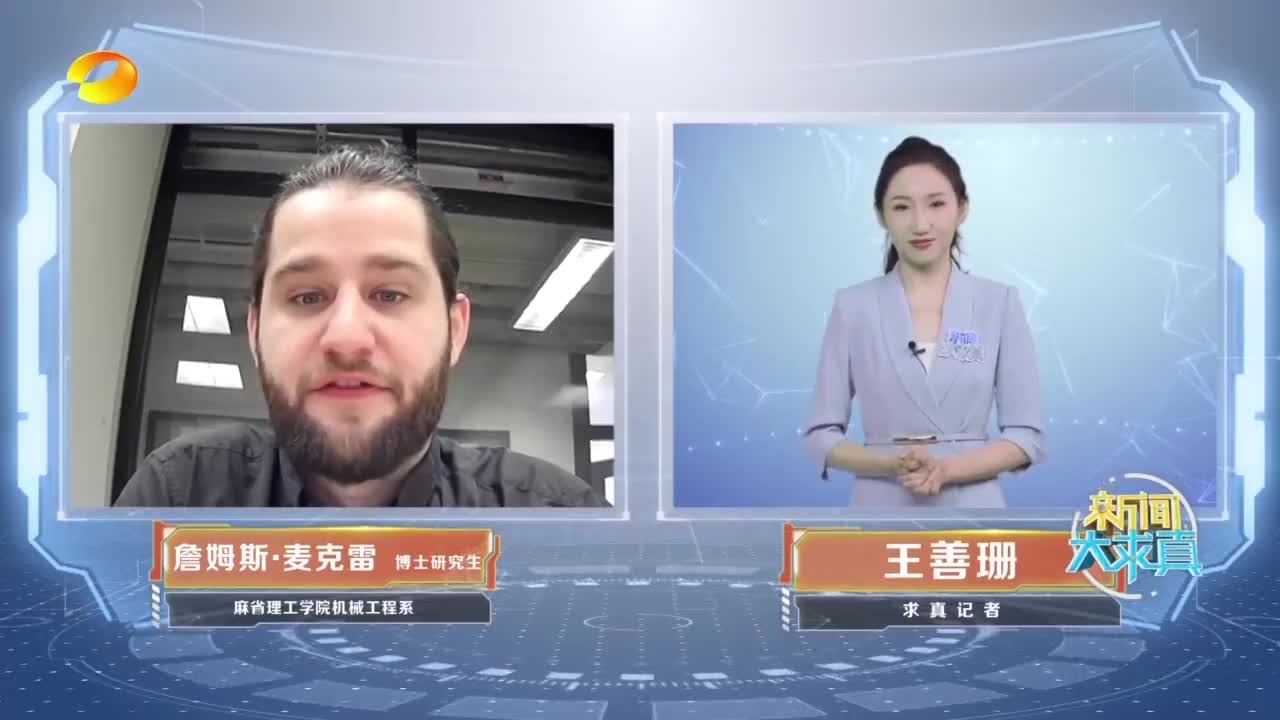 詹姆斯·麦克雷 博士研究生
麻省理工学院机械工程系
王善珊
求真记者
新闻
大求真